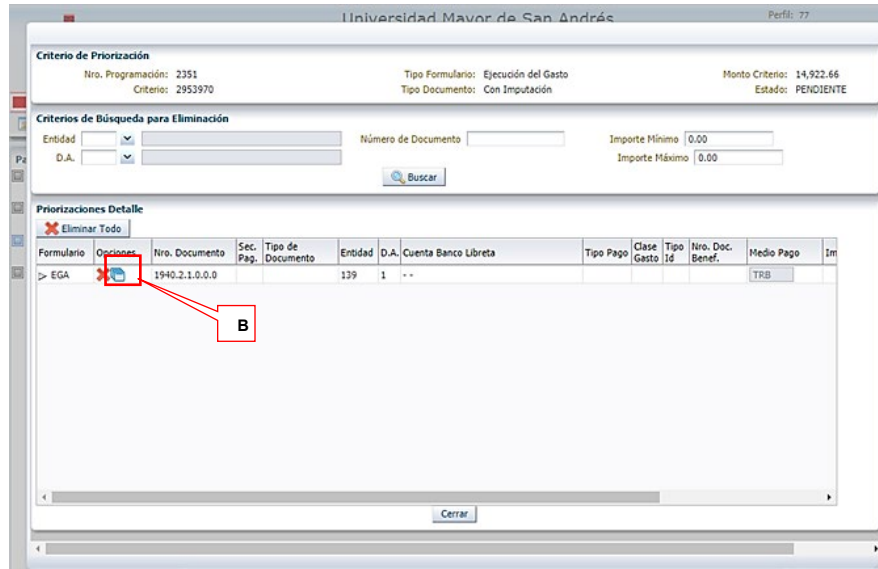 Universidad Mayor de San Andrés Perfil: 77
Criterio de Priorización
Nro. Programación: 2351 Tipo Formulario: Ejecución del Gasto Monto Criterio: 14,922.66
Criterio: 2953970 Tipo Documento: Con Imputación Estado: PENDIENTE
Criterios de Búsqueda para Eliminación
Entidad Número de Documento Importe Mínimo 0.00
D.A. Importe Máximo 0.00
Buscar
Priorizaciones Detalle
Eliminar Todo
Formulario Opciones Nro. Documento Sec. Pag. Tipo de Documento Entidad D.A. Cuenta Banco Libreta Tipo Pago Clase Gasto Tipo Id Nro. Doc. Benef. Medio Pago Im
EGA 1940.2.1.0.0.0 139 1 - - TRB
B
Cerrar